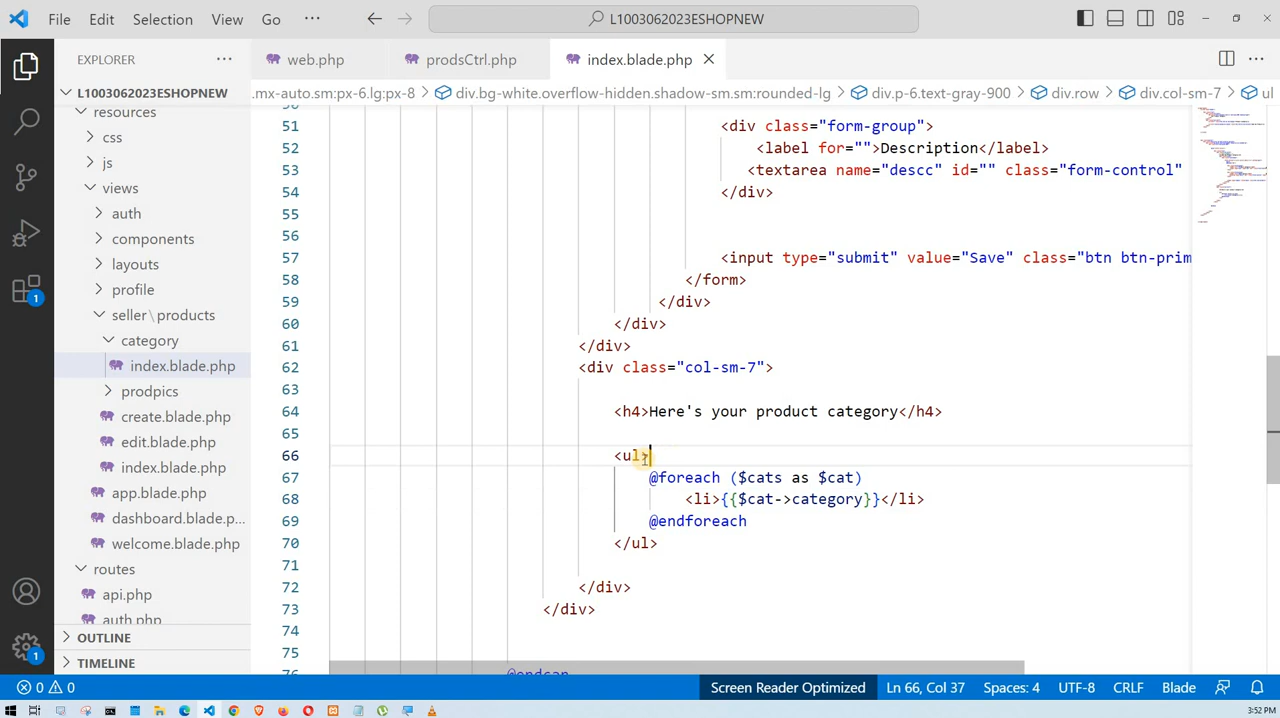 File Edit Selection View Go ··· L1003062023ESHOPNEW
EXPLORER ···
web.php prodsCtrl.php index.blade.php
L1003062023ESHOPNEW
.mx-auto.sm:px-6.lg:px-8 > div.bg-white.overflow-hidden.shadow-sm.sm:rounded-lg > div.p-6.text-gray-900 > div.row > div.col-sm-7 > ul
resources
css
js
views
auth
components
layouts
profile
seller\products
category
index.blade.php
prodpics
create.blade.php
edit.blade.php
index.blade.php
app.blade.php
dashboard.blade.p...
welcome.blade.php
routes
api.php
auth.php
OUTLINE
TIMELINE
51 <div class="form-group">
52 <label for="">Description</label>
53 <textarea name="descc" id="" class="form-control"
54 </div>
55
56
57 <input type="submit" value="Save" class="btn btn-prim
58 </form>
59 </div>
60 </div>
61 </div>
62 <div class="col-sm-7">
63
64 <h4>Here's your product category</h4>
65
66 <ul>
67 @foreach ($cats as $cat)
68 <li>{{$cat->category}}</li>
69 @endforeach
70 </ul>
71
72 </div>
73 </div>
74
75
76 @endcan
1
1
0 0 Screen Reader Optimized Ln 66, Col 37 Spaces: 4 UTF-8 CRLF Blade
3:52 PM